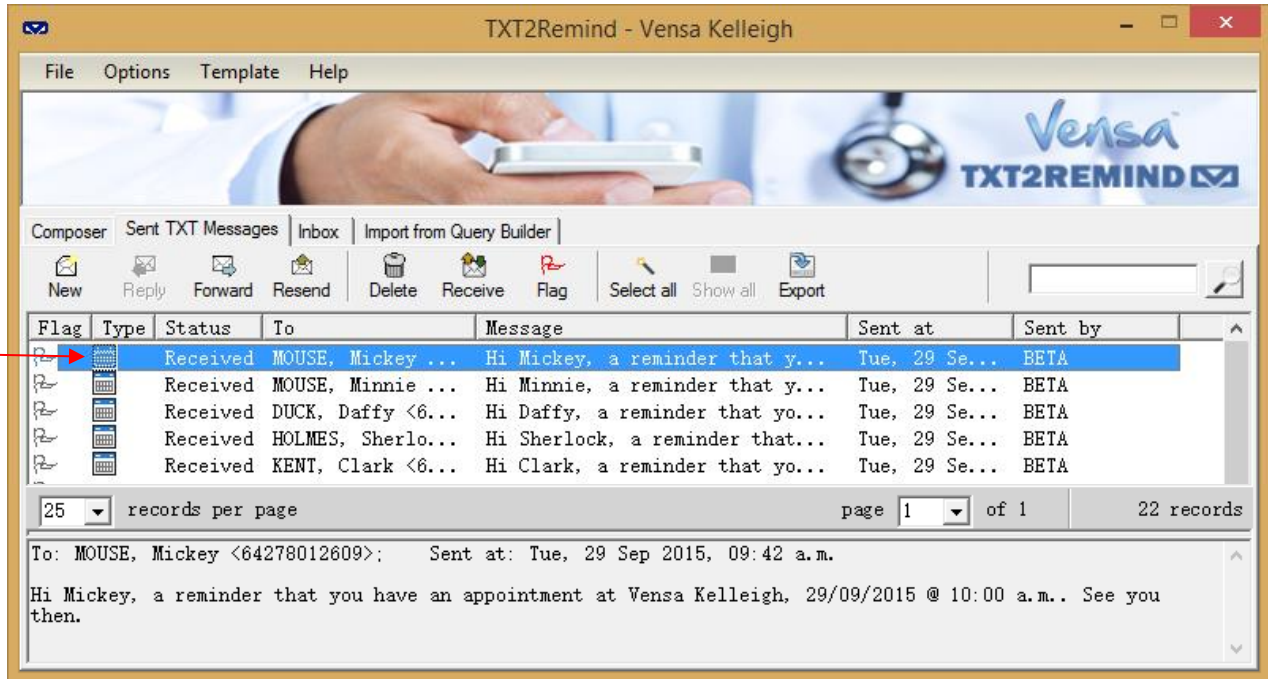 TXT2Remind - Vensa Kelleigh
File Options Template Help
Vensa
TXT2REMIND
Composer Sent TXT Messages Inbox Import from Query Builder
New Reply Forward Resend Delete Receive Flag Select all Show all Export
Flag Type Status To Message Sent at Sent by
Received MOUSE, Mickey ... Hi Mickey, a reminder that y... Tue, 29 Se... BETA
Received MOUSE, Minnie ... Hi Minnie, a reminder that y... Tue, 29 Se... BETA
Received DUCK, Daffy <6... Hi Daffy, a reminder that yo... Tue, 29 Se... BETA
Received HOLMES, Sherlo... Hi Sherlock, a reminder that... Tue, 29 Se... BETA
Received KENT, Clark <6... Hi Clark, a reminder that yo... Tue, 29 Se... BETA
25 records per page page 1 of 1 22 records
To: MOUSE, Mickey <64278012609>; Sent at: Tue, 29 Sep 2015, 09:42 a.m.
Hi Mickey, a reminder that you have an appointment at Vensa Kelleigh, 29/09/2015 @ 10:00 a.m.. See you
then.